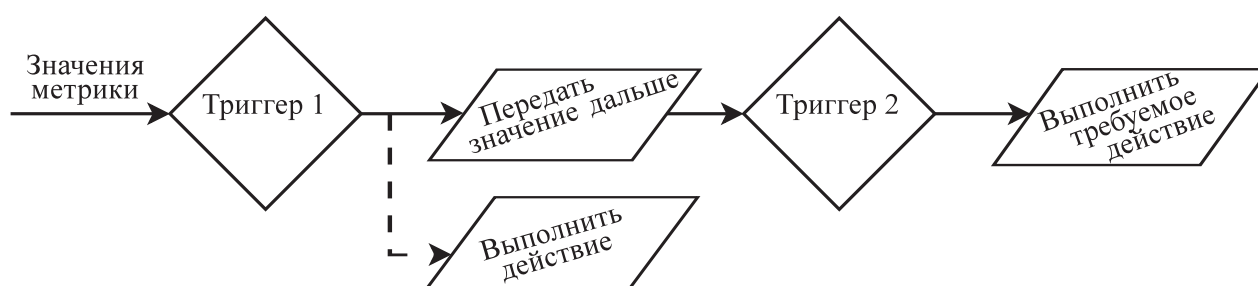 Значения
метрики
Триггер 1
Передать
значение дальше
Триггер 2
Выполнить
требуемое
действие
Выполнить
действие